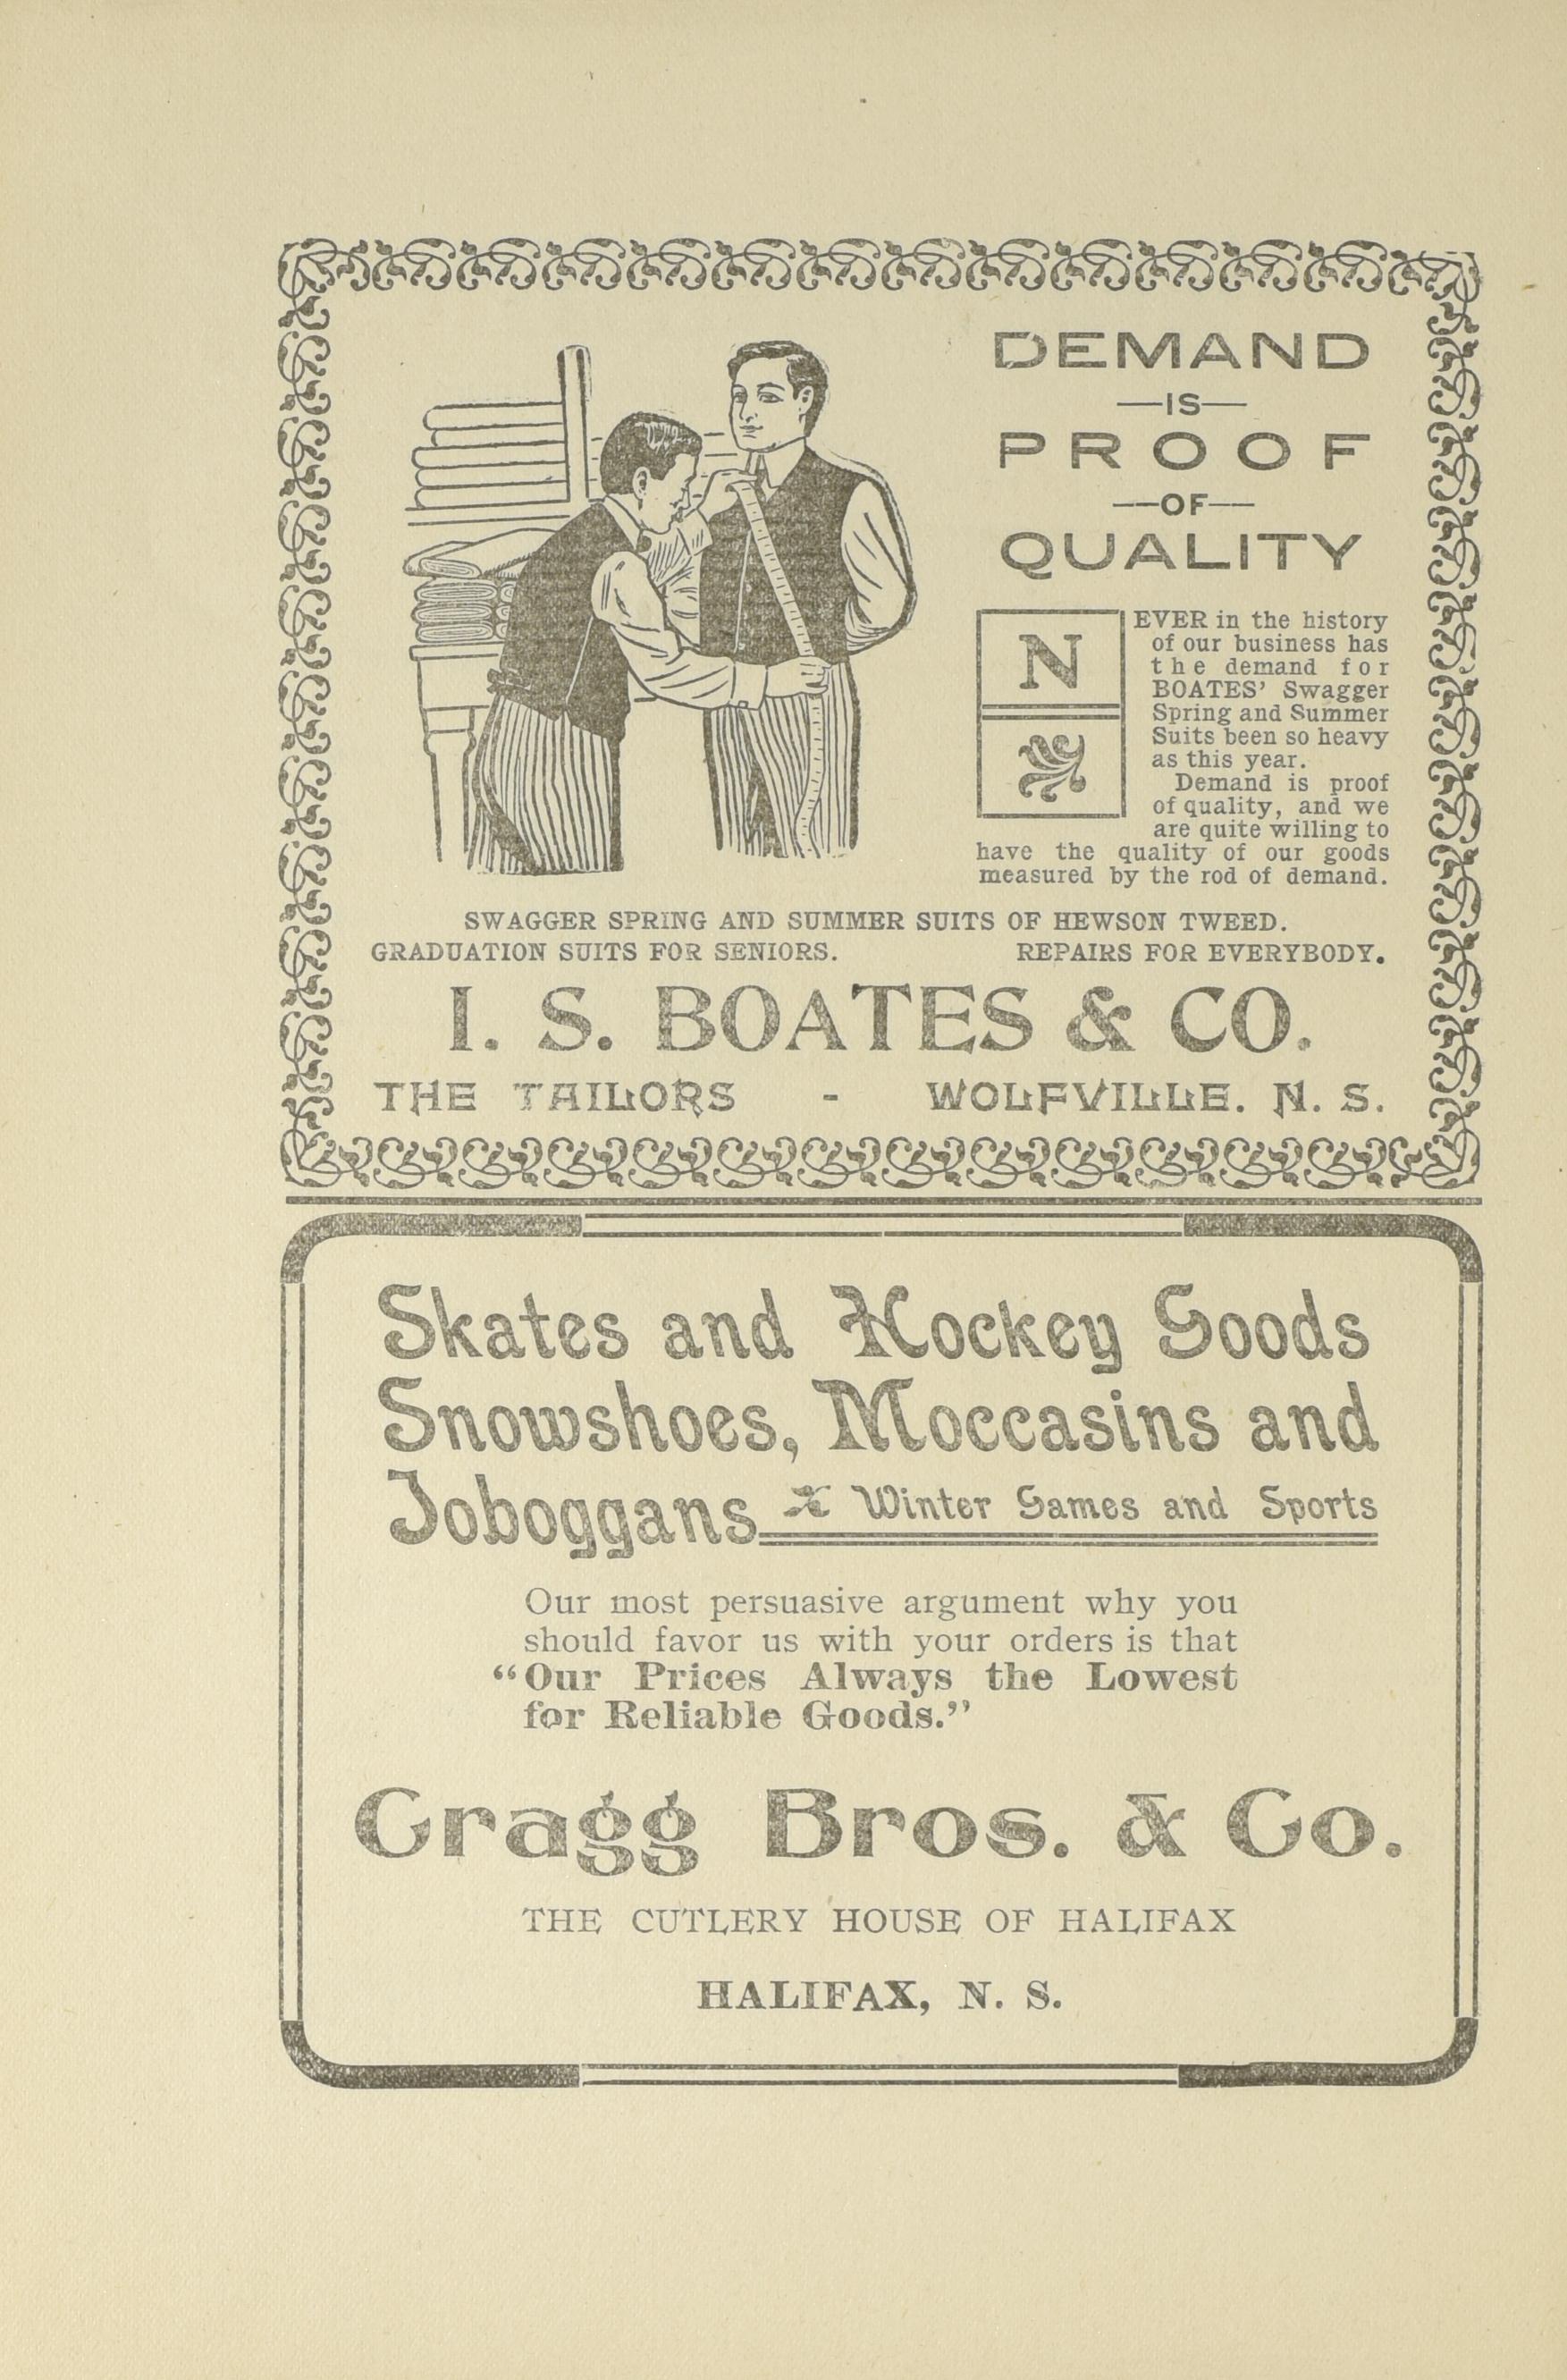 DEMAND
—IS—
PROOF
—OF—
QUALITY
NEVER in the history
of our business has
the demand for
BOATES' Swagger
Spring and Summer
Suits been so heavy
as this year.
Demand is proof
of quality, and we
are quite willing to
have the quality of our goods
measured by the rod of demand.
SWAGGER SPRING AND SUMMER SUITS OF HEWSON TWEED.
GRADUATION SUITS FOR SENIORS. REPAIRS FOR EVERYBODY.
I. S. BOATES & CO.
THE TAILORS - WOLFVILLE. N. S.
Skates and Hockey Goods
Snowshoes, Moccasins and
Toboggans Winter Games and Sports
Our most persuasive argument why you
should favor us with your orders is that
"Our Prices Always the Lowest
for Reliable Goods."
Cragg Bros. & Co.
THE CUTLERY HOUSE OF HALIFAX
HALIFAX, N. S.